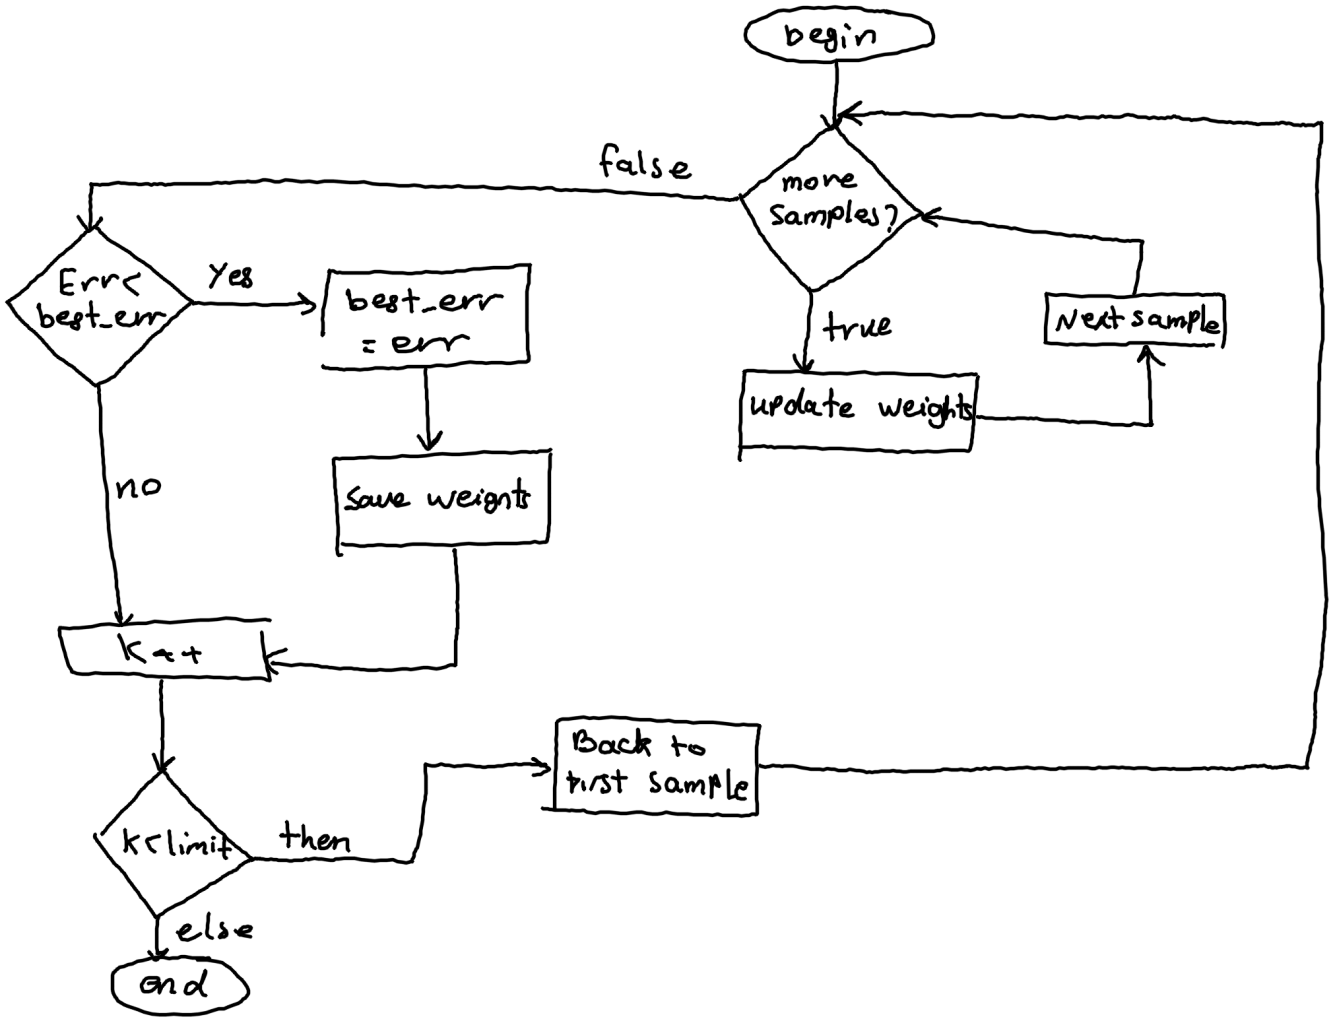 begin
false
more
samples?
Err<
best_err
Yes
best_err
= err
true
Next sample
update weights
no
save weights
K++
Back to
first sample
k<limit
then
else
end